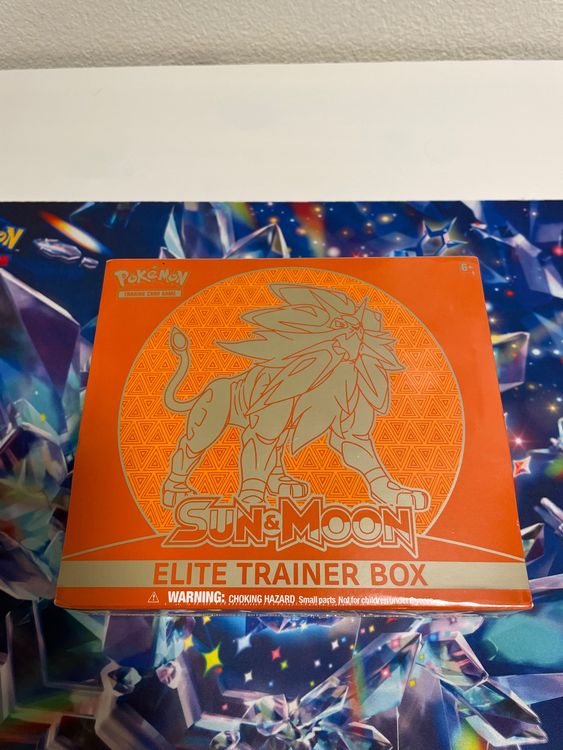 POKÉMON
TRADING CARD GAME
6+
SUN & MOON
ELITE TRAINER BOX
WARNING: CHOKING HAZARD. Small parts. Not for children under 3 years.